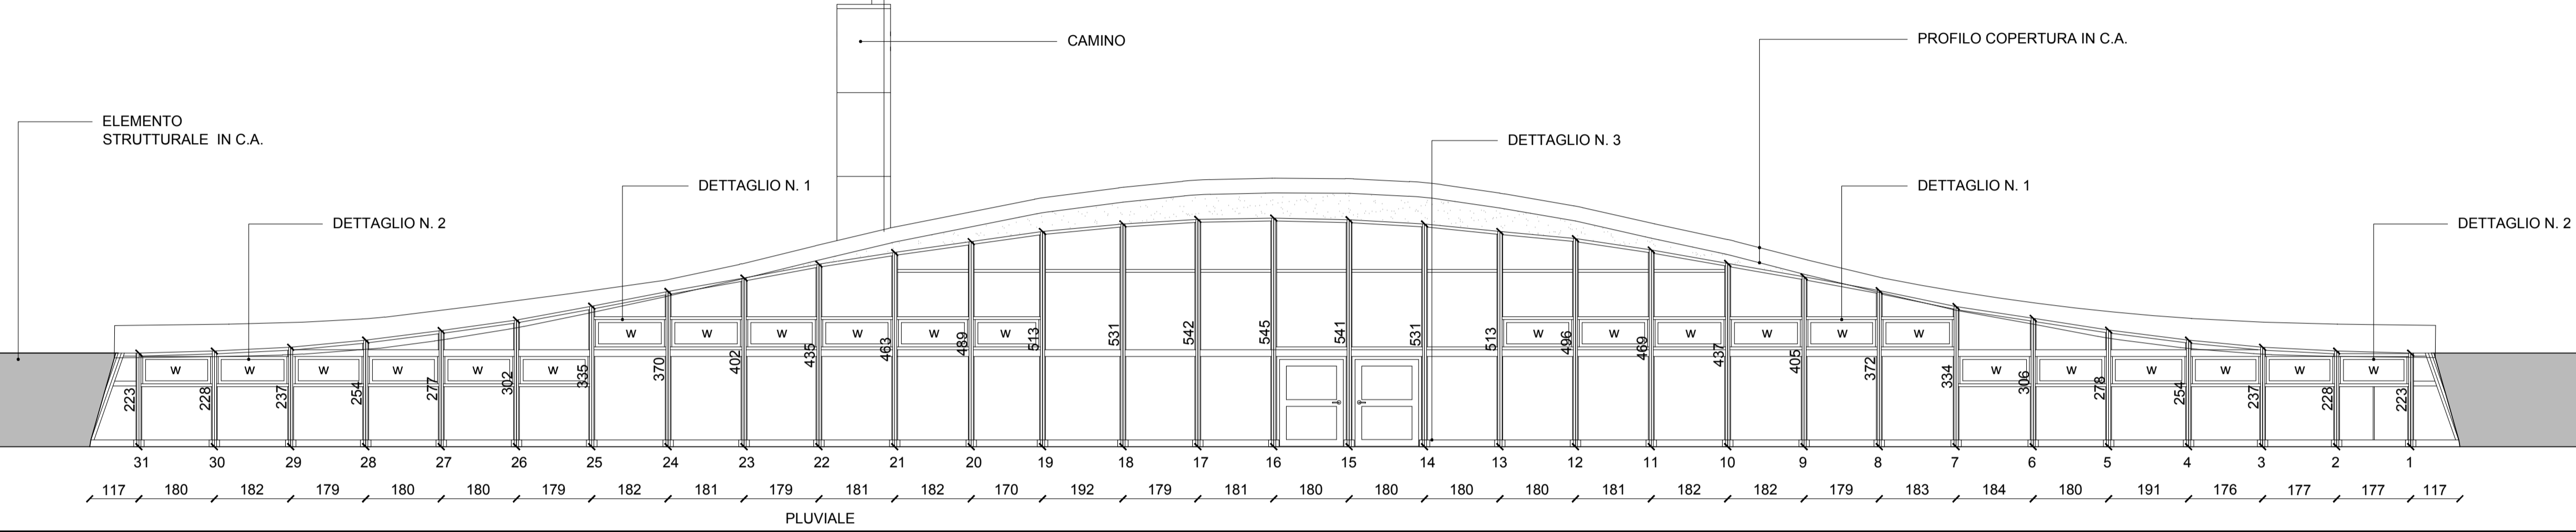 CAMINO
PROFILO COPERTURA IN C.A.
ELEMENTO
STRUTTURALE IN C.A.
DETTAGLIO N. 3
DETTAGLIO N. 1
DETTAGLIO N. 1
DETTAGLIO N. 2
DETTAGLIO N. 2
W W W W W W
W W W W W W
W W W W W W
W W W W W W
223 228 237 254 277 302 335 370 402 435 463 489 513 531 542 545 541 531 513 496 469 437 405 372 334 306 278 254 237 228 223
31 30 29 28 27 26 25 24 23 22 21 20 19 18 17 16 15 14 13 12 11 10 9 8 7 6 5 4 3 2 1
117 180 182 179 180 180 179 182 181 179 181 182 170 192 179 181 180 180 180 180 181 182 182 179 183 184 180 191 176 177 177 117
PLUVIALE